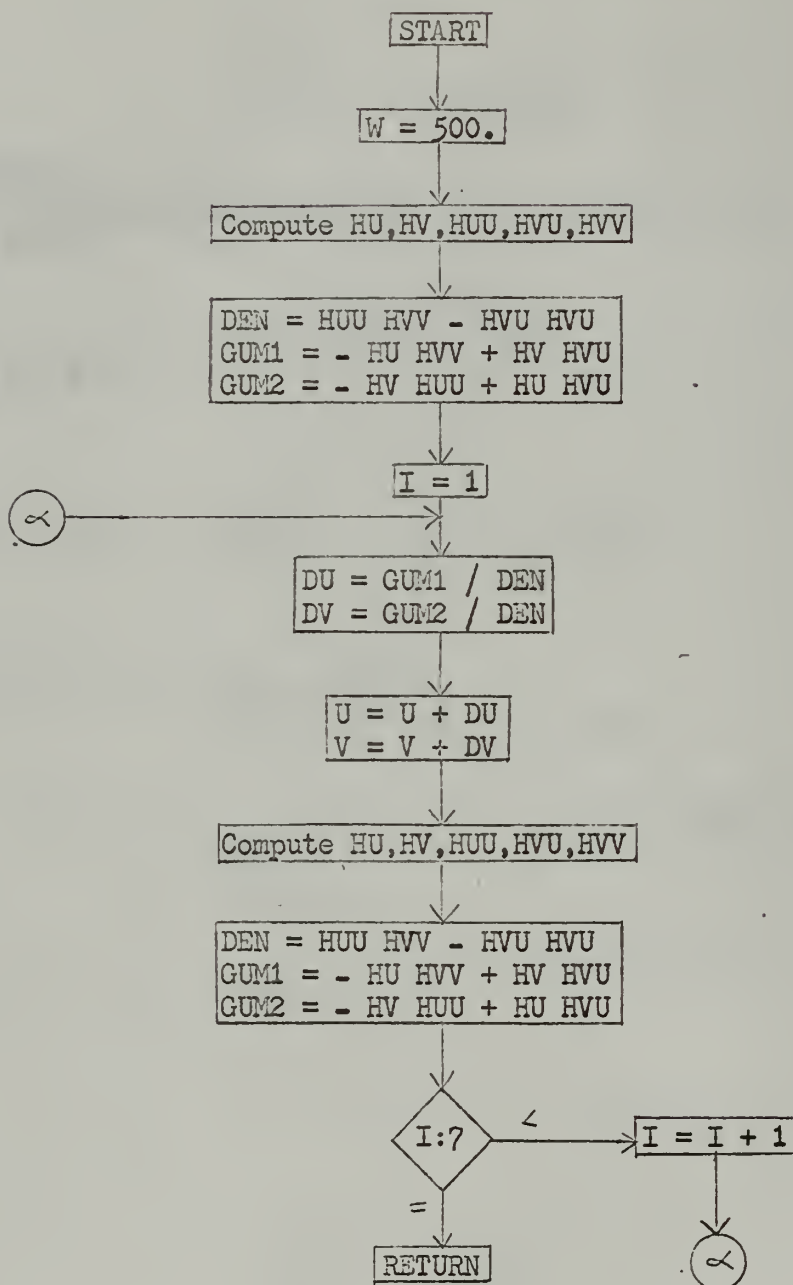 START
W = 500.
Compute HU,HV,HUU,HVU,HVV
DEN = HUU HVV - HVU HVU
GUM1 = - HU HVV + HV HVU
GUM2 = - HV HUU + HU HVU
I = 1
α
DU = GUM1 / DEN
DV = GUM2 / DEN
U = U + DU
V = V + DV
Compute HU,HV,HUU,HVU,HVV
DEN = HUU HVV - HVU HVU
GUM1 = - HU HVV + HV HVU
GUM2 = - HV HUU + HU HVU
I:7
<
I = I + 1
=
RETURN
α